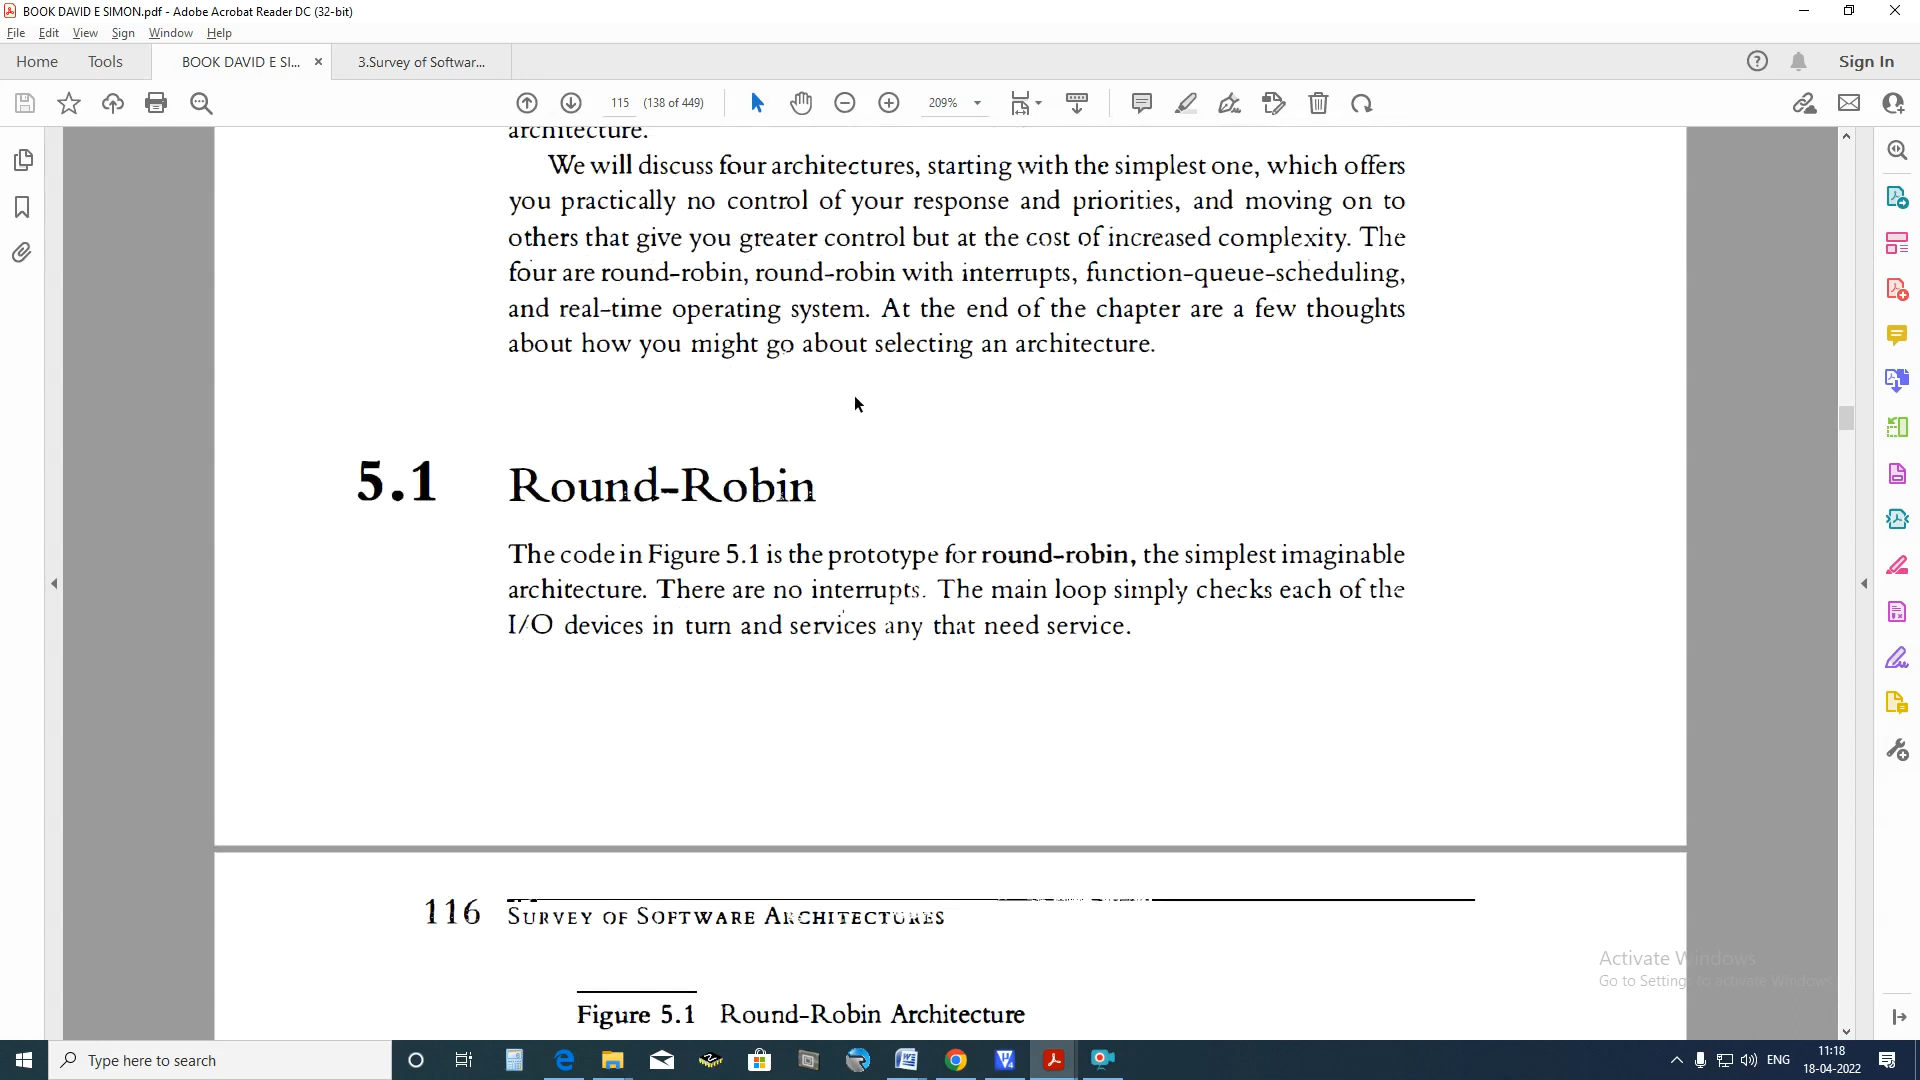 BOOK DAVID E SIMON.pdf - Adobe Acrobat Reader DC (32-bit)
File Edit View Sign Window Help
Home Tools BOOK DAVID E SI... × 3.Survey of Softwar... Sign In
115 (138 of 449) 209%
architecture.
We will discuss four architectures, starting with the simplest one, which offers
you practically no control of your response and priorities, and moving on to
others that give you greater control but at the cost of increased complexity. The
four are round-robin, round-robin with interrupts, function-queue-scheduling,
and real-time operating system. At the end of the chapter are a few thoughts
about how you might go about selecting an architecture.
5.1 Round-Robin
The code in Figure 5.1 is the prototype for round-robin, the simplest imaginable
architecture. There are no interrupts. The main loop simply checks each of the
I/O devices in turn and services any that need service.
116 SURVEY OF SOFTWARE ARCHITECTURES
Activate Windows
Go to Settings to activate Windows.
Figure 5.1 Round-Robin Architecture
Type here to search
ENG
11:18
18-04-2022